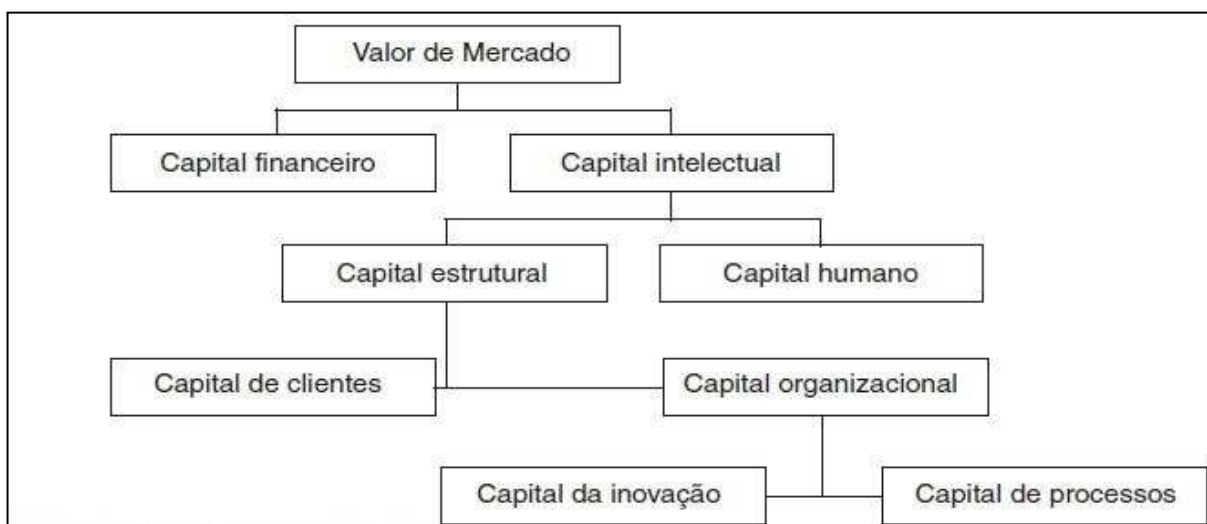 Valor de Mercado
Capital financeiro
Capital intelectual
Capital estrutural
Capital humano
Capital de clientes
Capital organizacional
Capital da inovação
Capital de processos